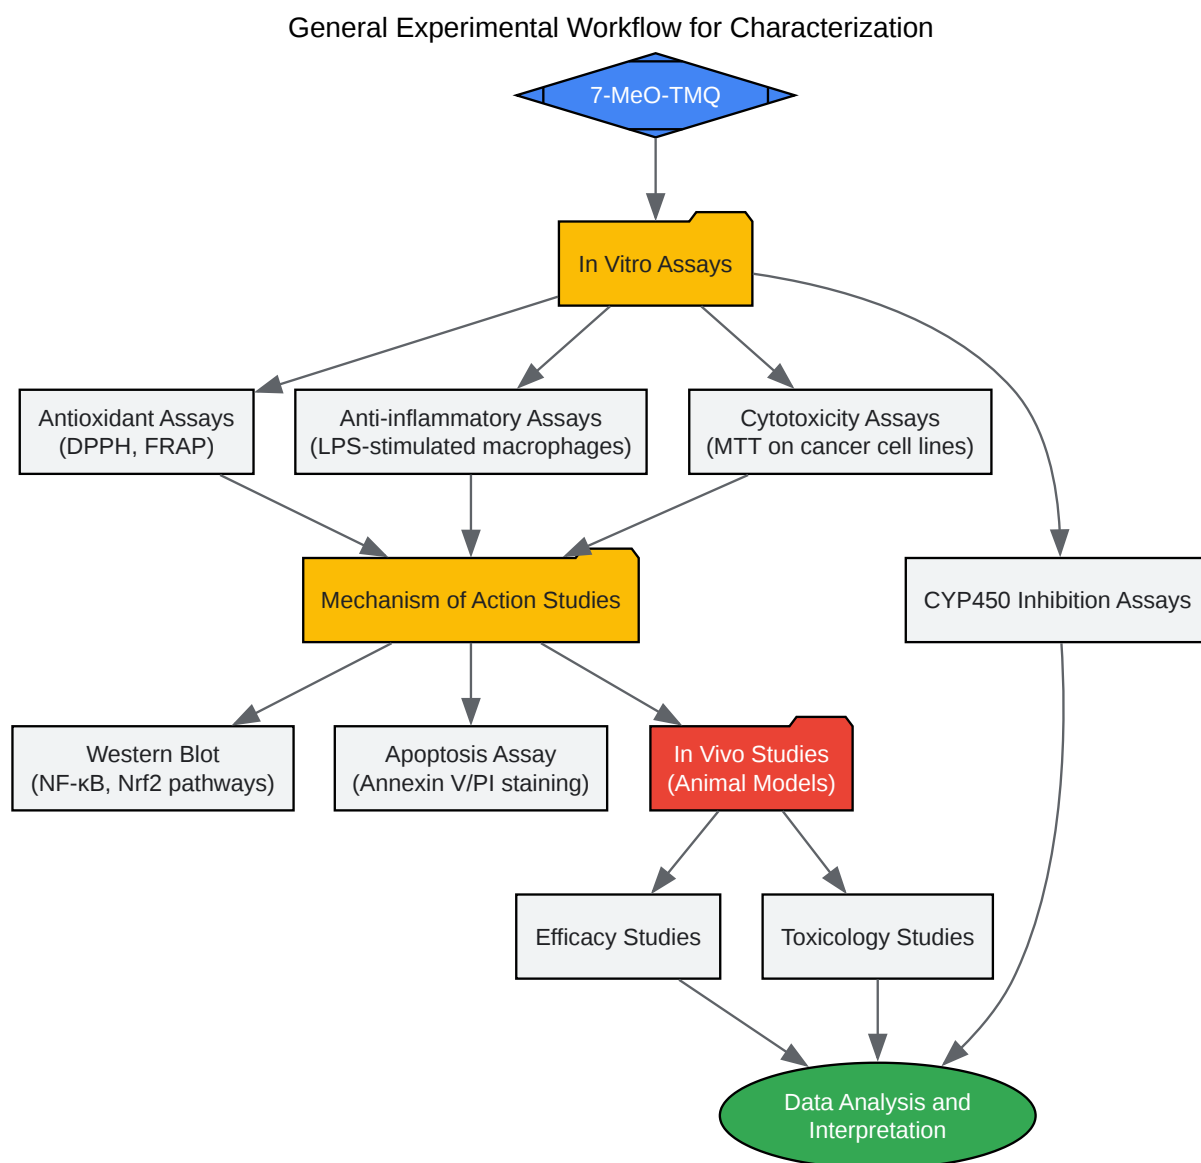 General Experimental Workflow for Characterization
7-MeO-TMQ
In Vitro Assays
Antioxidant Assays
(DPPH, FRAP)
Anti-inflammatory Assays
(LPS-stimulated macrophages)
Cytotoxicity Assays
(MTT on cancer cell lines)
Mechanism of Action Studies
CYP450 Inhibition Assays
Western Blot
(NF-κB, Nrf2 pathways)
Apoptosis Assay
(Annexin V/PI staining)
In Vivo Studies
(Animal Models)
Efficacy Studies
Toxicology Studies
Data Analysis and
Interpretation